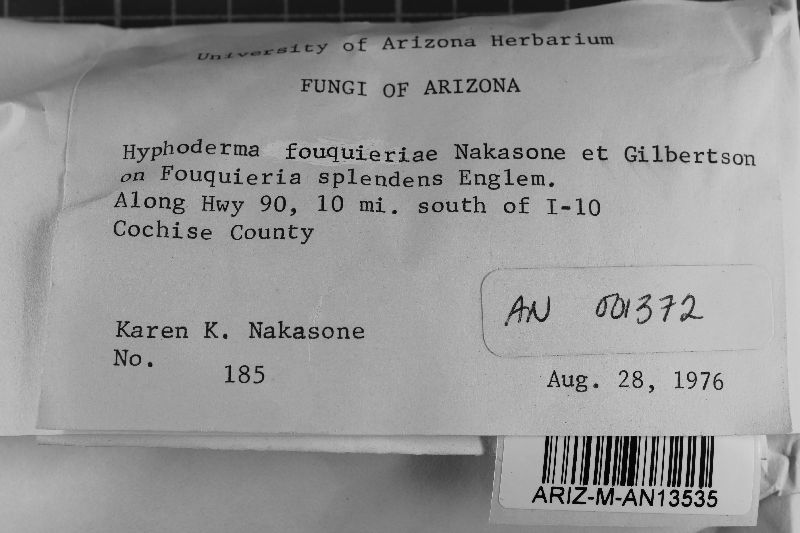 University of Arizona Herbarium
FUNGI OF ARIZONA
Hyphoderma fouquieriae Nakasone et Gilbertson
on Fouquieria splendens Englem.
Along Hwy 90, 10 mi. south of I-10
Cochise County
AN 001372
Karen K. Nakasone
No. 185
Aug. 28, 1976
ARIZ-M-AN13535